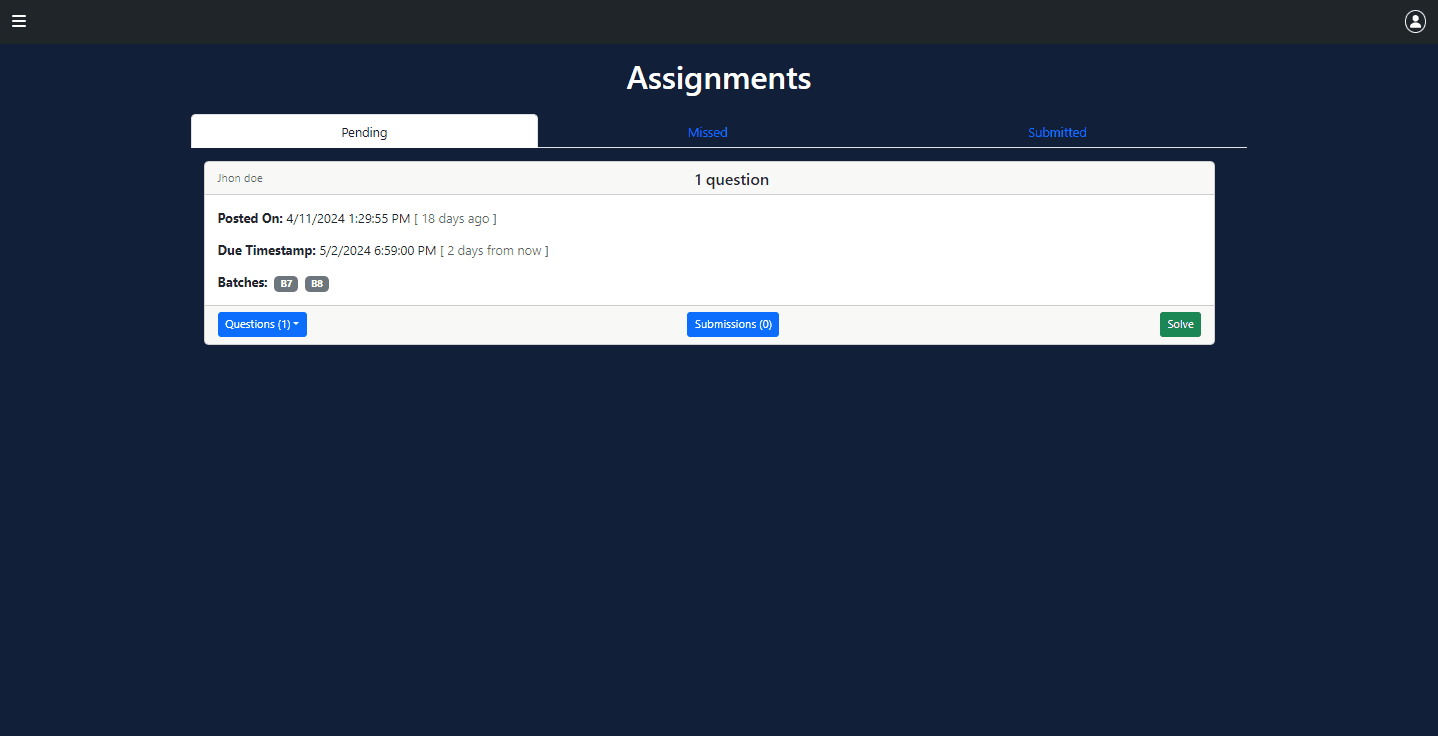 Assignments
Pending Missed Submitted
Jhon doe 1 question
Posted On: 4/11/2024 1:29:55 PM [ 18 days ago ]
Due Timestamp: 5/2/2024 6:59:00 PM [ 2 days from now ]
Batches: B7 B8
Questions (1) Submissions (0) Solve